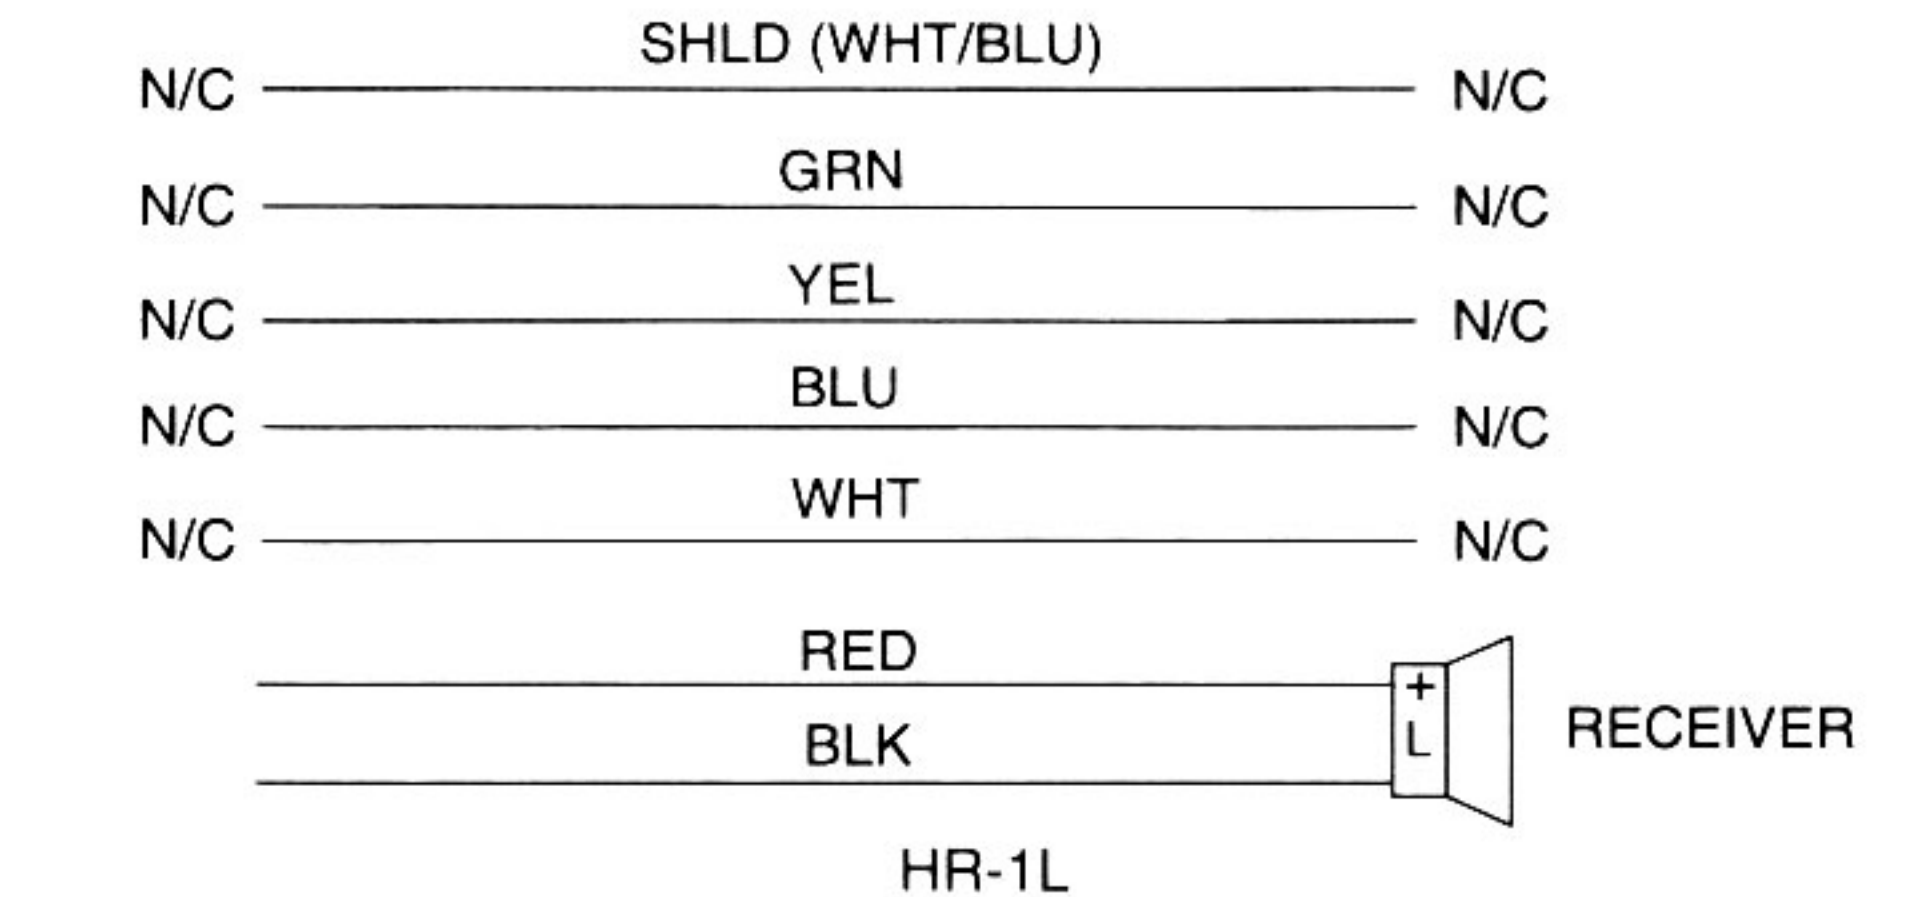 SHLD (WHT/BLU)
N/C N/C
GRN
N/C N/C
YEL
N/C N/C
BLU
N/C N/C
WHT
N/C N/C
RED
+
L
RECEIVER
BLK
HR-1L